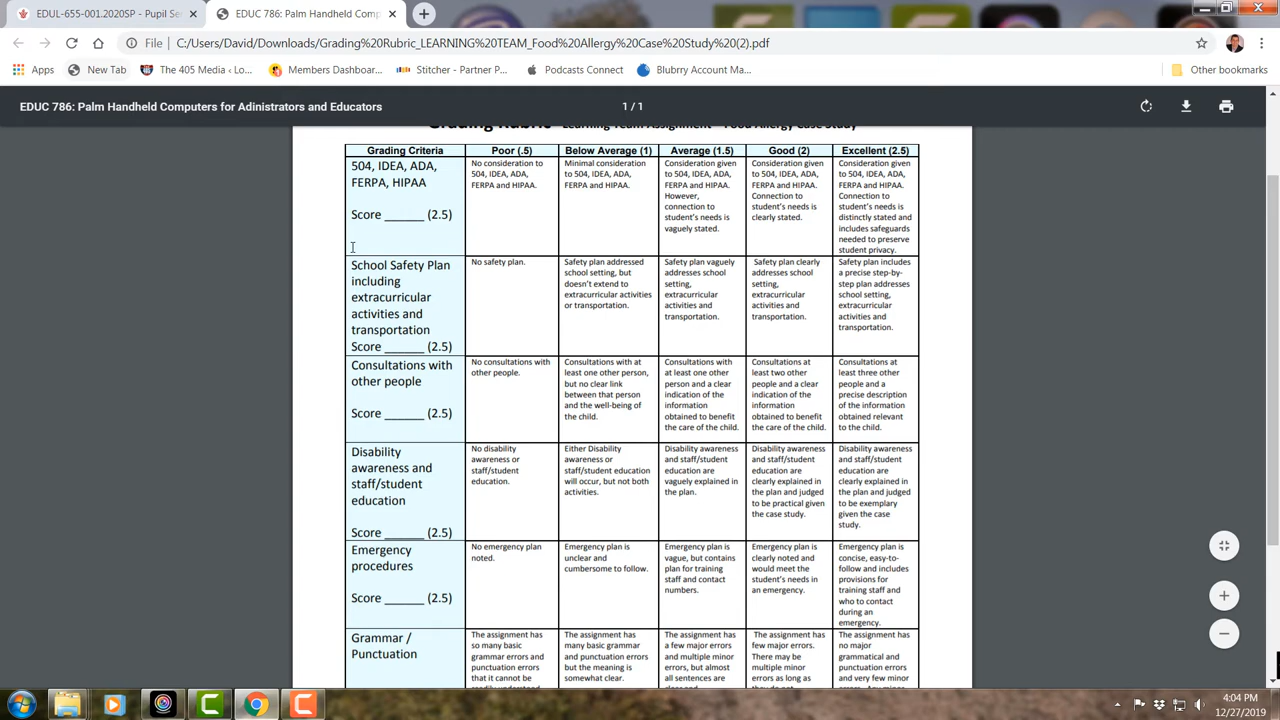 EDUL-655-001.2020SP - Pupil Se
EDUC 786: Palm Handheld Comp
File
C:/Users/David/Downloads/Grading%20Rubric_LEARNING%20TEAM_Food%20Allergy%20Case%20Study%20(2).pdf
Apps
New Tab
The 405 Media ‹ Lo...
Members Dashboar...
Stitcher - Partner P...
Podcasts Connect
Blubrry Account Ma...
Other bookmarks
EDUC 786: Palm Handheld Computers for Adinistrators and Educators
1 / 1
Grading Rubric - Learning Team Assignment - Food Allergy Case Study
Grading Criteria
Poor (.5)
Below Average (1)
Average (1.5)
Good (2)
Excellent (2.5)
504, IDEA, ADA,
FERPA, HIPAA
Score ______ (2.5)
No consideration to
504, IDEA, ADA,
FERPA and HIPAA.
Minimal consideration
to 504, IDEA, ADA,
FERPA and HIPAA.
Consideration given
to 504, IDEA, ADA,
FERPA and HIPAA.
However,
connection to
student's needs is
vaguely stated.
Consideration given
to 504, IDEA, ADA,
FERPA and HIPAA.
Connection to
student's needs is
clearly stated.
Consideration given
to 504, IDEA, ADA,
FERPA and HIPAA.
Connection to
student's needs is
distinctly stated and
includes safeguards
needed to preserve
student privacy.
School Safety Plan
including
extracurricular
activities and
transportation
Score ______ (2.5)
No safety plan.
Safety plan addressed
school setting, but
doesn't extend to
extracurricular activities
or transportation.
Safety plan vaguely
addresses school
setting,
extracurricular
activities and
transportation.
Safety plan clearly
addresses school
setting,
extracurricular
activities and
transportation.
Safety plan includes
a precise step-by-
step plan addresses
school setting,
extracurricular
activities and
transportation.
Consultations with
other people
Score ______ (2.5)
No consultations with
other people.
Consultations with at
least one other person,
but no clear link
between that person
and the well-being of
the child.
Consultations with
at least one other
person and a clear
indication of the
information
obtained to benefit
the care of the child.
Consultations at
least two other
people and a clear
indication of the
information
obtained to benefit
the care of the child.
Consultations at
least three other
people and a
precise description
of the information
obtained relevant
to the child.
Disability
awareness and
staff/student
education
Score ______ (2.5)
No disability
awareness or
staff/student
education.
Either Disability
awareness or
staff/student education
will occur, but not both
activities.
Disability awareness
and staff/student
education are
vaguely explained in
the plan.
Disability awareness
and staff/student
education are
clearly explained in
the plan and judged
to be practical given
the case study.
Disability awareness
and staff/student
education are
clearly explained in
the plan and judged
to be exemplary
given the case
study.
Emergency
procedures
Score ______ (2.5)
No emergency plan
noted.
Emergency plan is
unclear and
cumbersome to follow.
Emergency plan is
vague, but contains
plan for training
staff and contact
numbers.
Emergency plan is
clearly noted and
would meet the
student's needs in
an emergency.
Emergency plan is
concise, easy-to-
follow and includes
provisions for
training staff and
who to contact
during an
emergency.
Grammar /
Punctuation
The assignment has
so many basic
grammar errors and
punctuation errors
that it cannot be
The assignment has
many basic grammar
and punctuation errors
but the meaning is
somewhat clear.
The assignment has
a few major errors
and multiple minor
errors, but almost
all sentences are
The assignment has
few major errors.
There may be
multiple minor
errors as long as
The assignment has
no major
grammatical and
punctuation errors
and very few minor
4:04 PM
12/27/2019